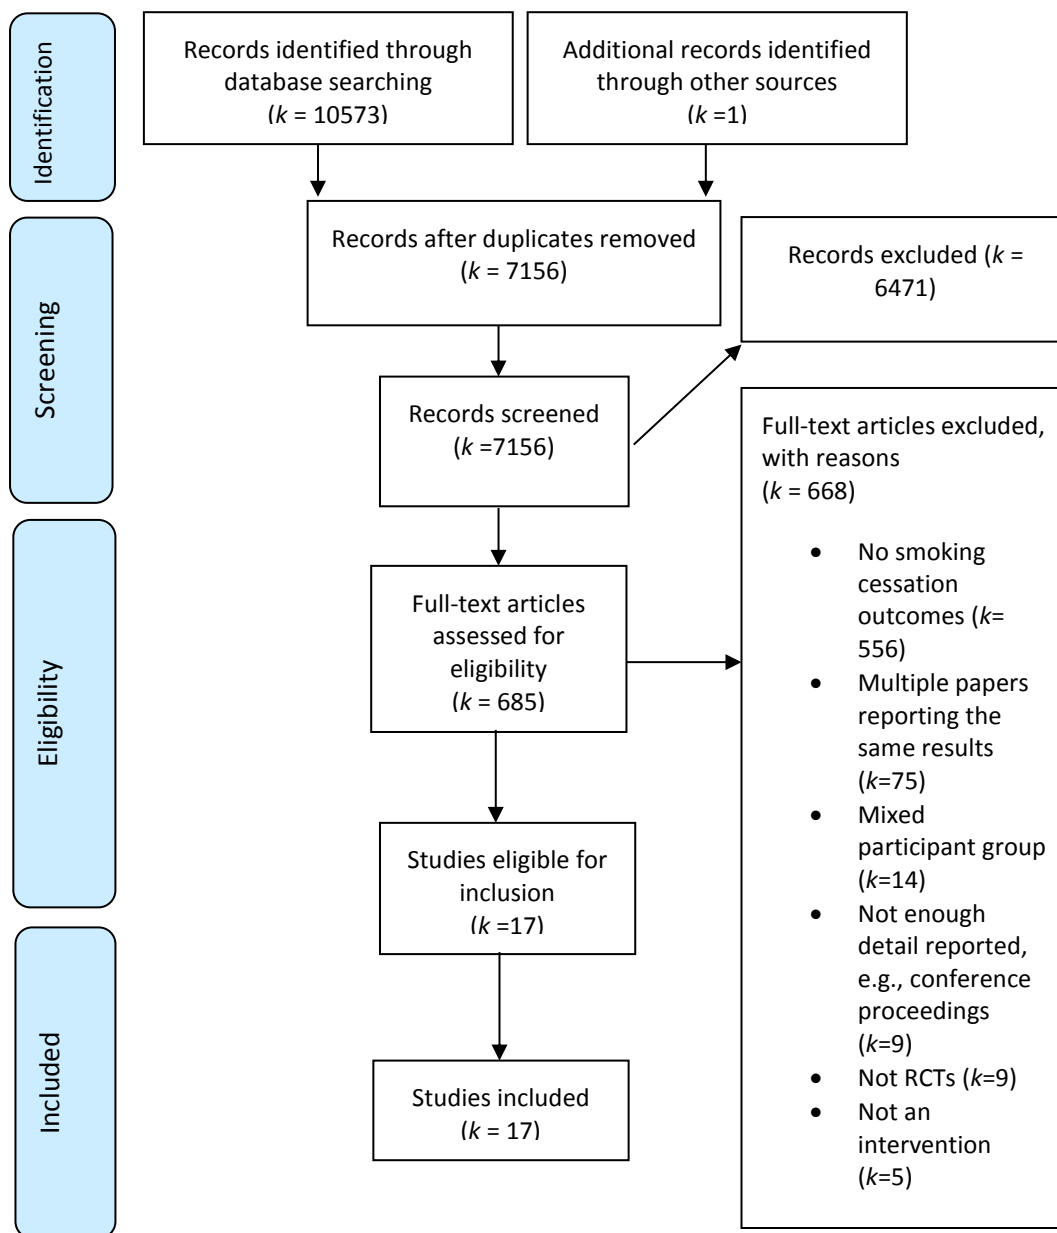 Identification
Records identified through
database searching
(k = 10573)
Additional records identified
through other sources
(k =1)
Records after duplicates removed
(k = 7156)
Screening
Records excluded (k =
6471)
Records screened
(k =7156)
Full-text articles excluded,
with reasons
(k = 668)
• No smoking
cessation
outcomes (k=
556)
• Multiple papers
reporting the
same results
(k=75)
• Mixed
participant group
(k=14)
• Not enough
detail reported,
e.g., conference
proceedings
(k=9)
• Not RCTs (k=9)
• Not an
intervention
(k=5)
Eligibility
Full-text articles
assessed for
eligibility
(k = 685)
Studies eligible for
inclusion
(k =17)
Included
Studies included
(k = 17)